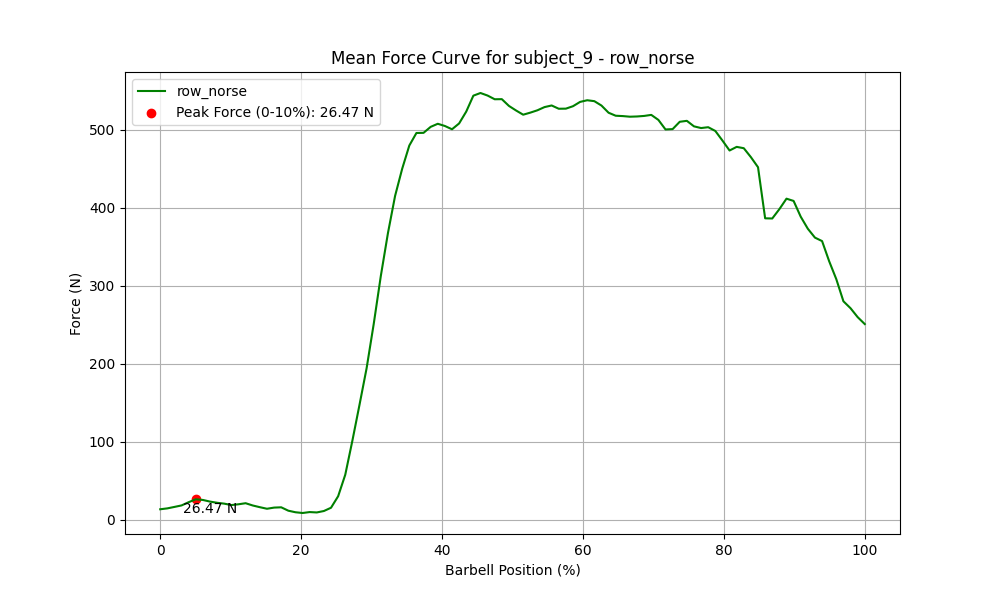 Mean Force Curve for subject_9 - row_norse
row_norse
Peak Force (0-10%): 26.47 N
500
400
300
200
100
0
Force (N)
26.47 N
0 20 40 60 80 100
Barbell Position (%)